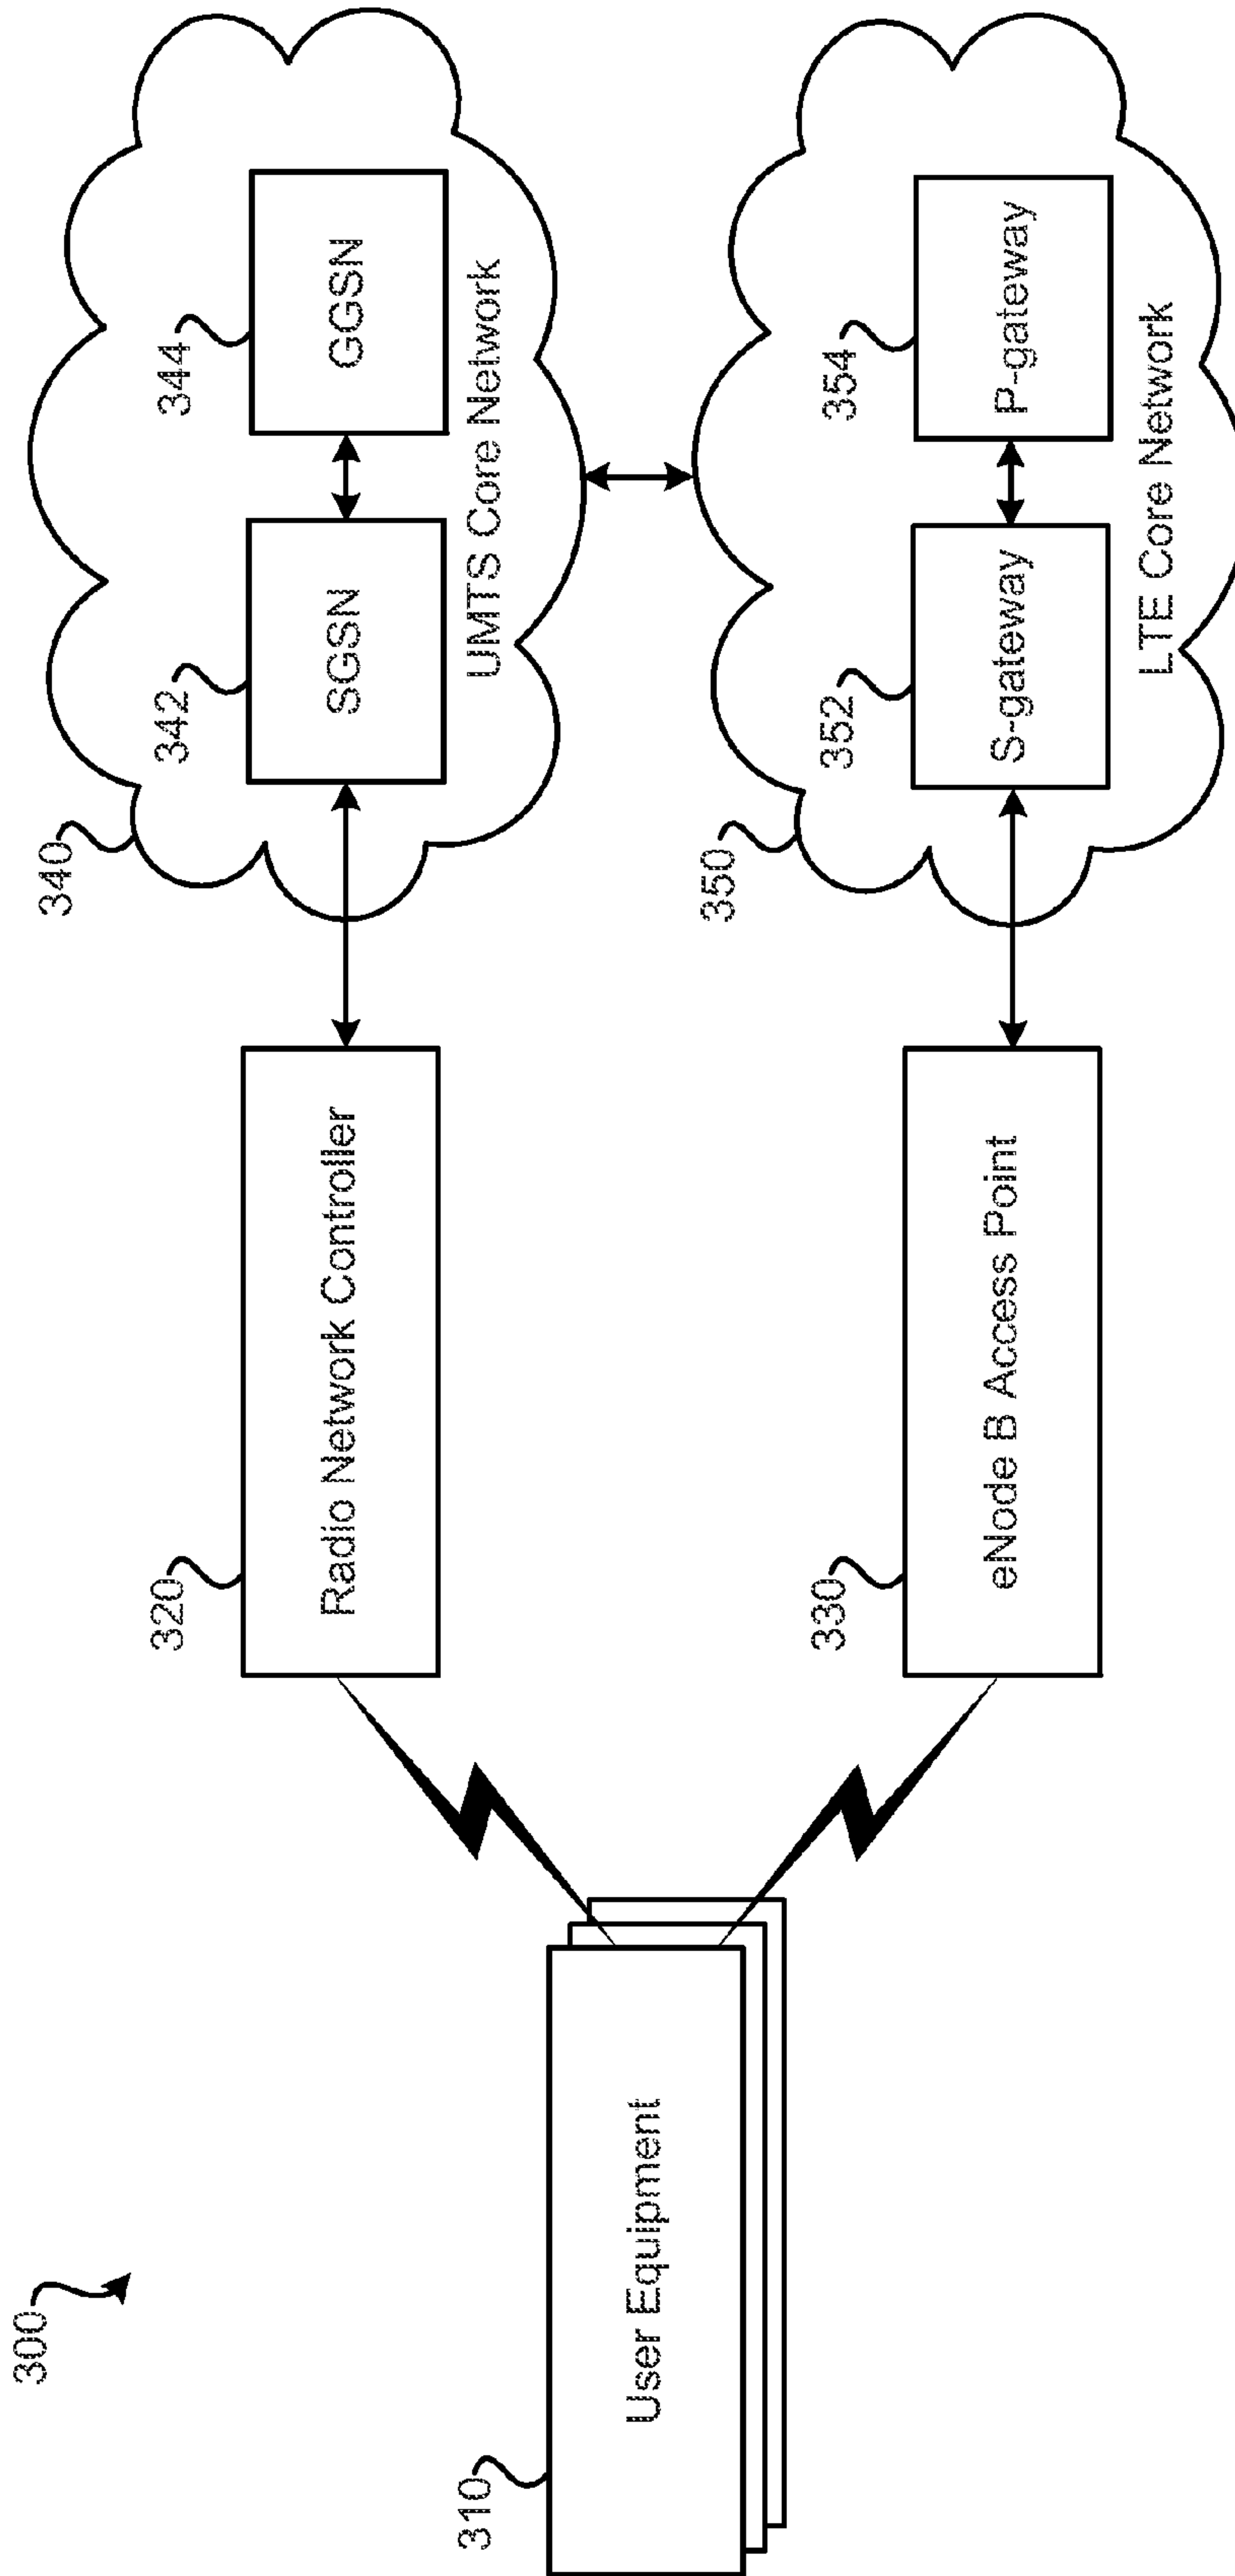 300
310
User Equipment
320
Radio Network Controller
330
eNode B Access Point
340
342
SGSN
344
GGSN
UMTS Core Network
350
352
S-gateway
354
P-gateway
LTE Core Network